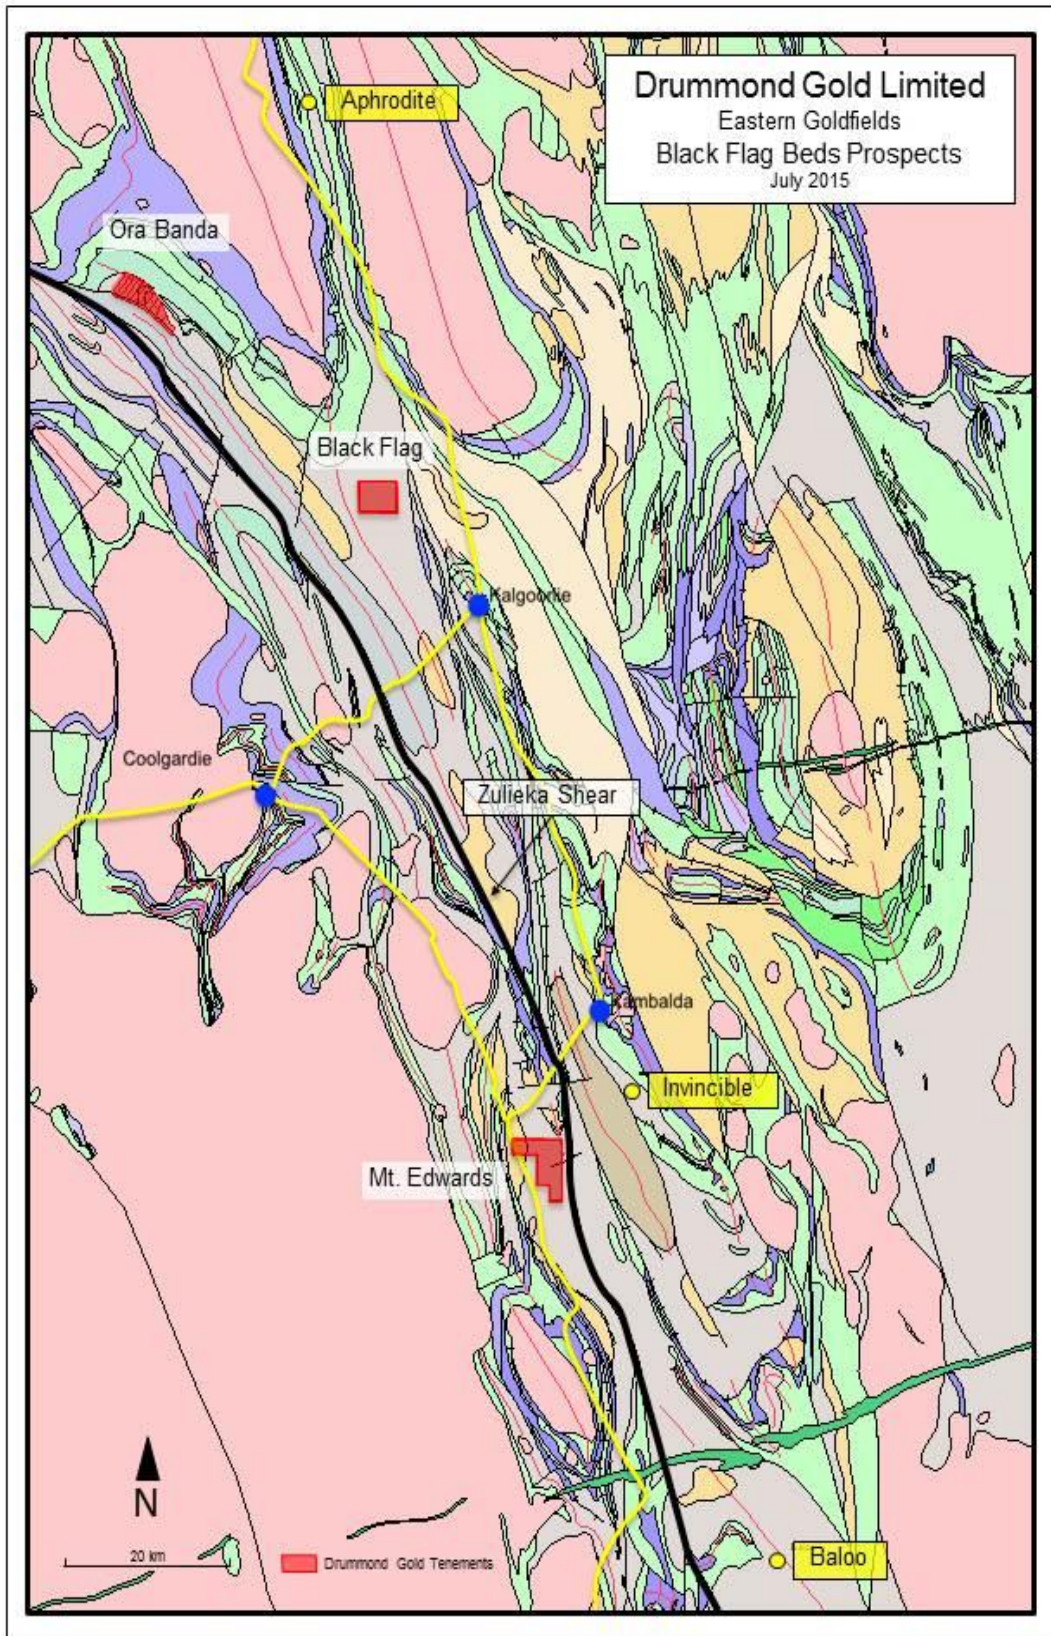 Drummond Gold Limited
Eastern Goldfields
Black Flag Beds Prospects
July 2015
Aphrodite
Ora Banda
Black Flag
Kalgoorlie
Coolgardie
Zulieka Shear
Kambalda
Invincible
Mt. Edwards
N
20 km
Drummond Gold Tenements
Baloo